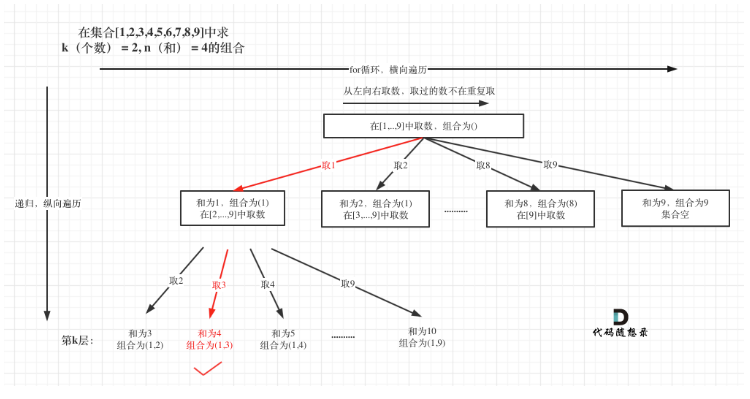 在集合[1,2,3,4,5,6,7,8,9]中求
k（个数）= 2, n（和）= 4的组合
for循环，横向遍历
从左向右取数，取过的数不在重复取
在[1,...,9]中取数，组合为()
取1
取2
取8
取9
递归，纵向遍历
和为1，组合为(1)
在[2,...,9]中取数
和为2，组合为(1)
在[3,...,9]中取数
..........
和为8，组合为(8)
在[9]中取数
和为9，组合为9
集合空
取2
取3
取4
取9
第k层：
和为3
组合为(1,2)
和为4
组合为(1,3)
和为5
组合为(1,4)
..........
和为10
组合为(1,9)
代码随想录